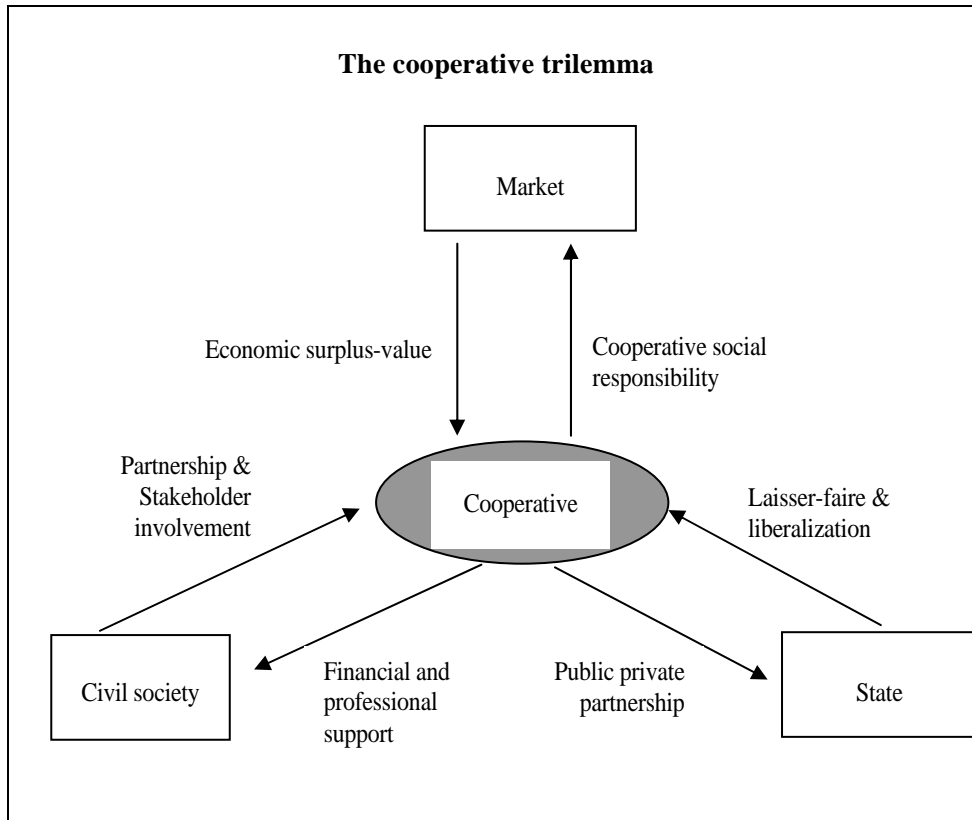 The cooperative trilemma
Market
Economic surplus-value
Cooperative social
responsibility
Partnership &
Stakeholder
involvement
Cooperative
Laisser-faire &
liberalization
Civil society
Financial and
professional
support
Public private
partnership
State